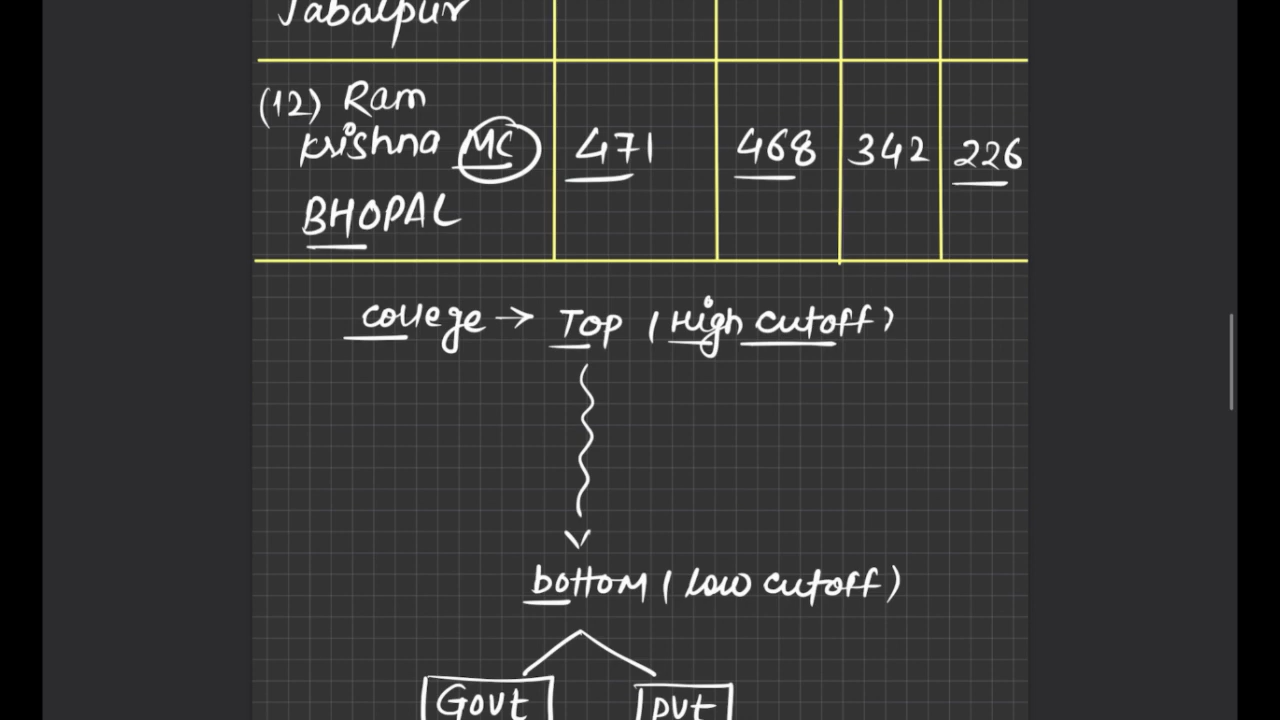 Jabalpur
(12) Ram
Krishna MC 471 468 342 226
BHOPAL
college → Top (High cutoff)
bottom (low cutoff)
Govt pvt